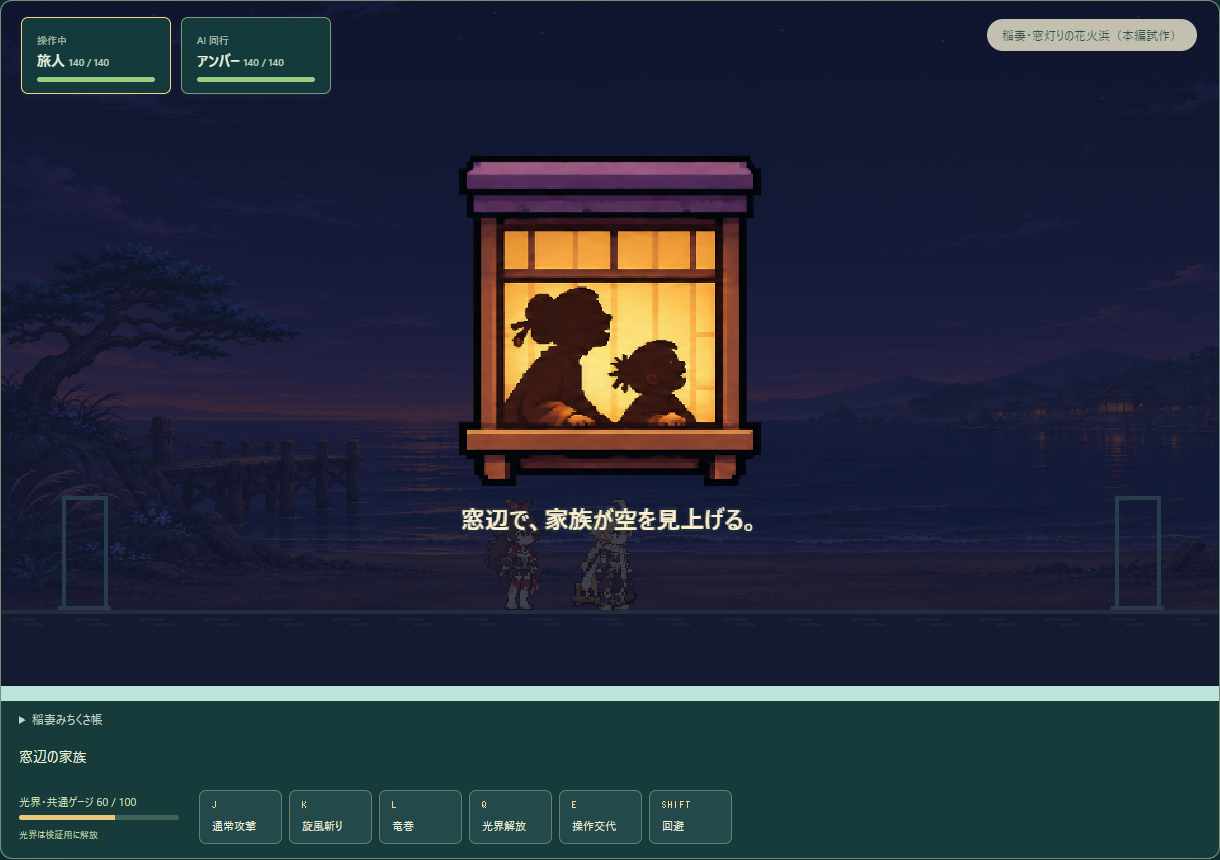 操作中
旅人 140 / 140
AI 同行
アンバー 140 / 140
稲妻・窓灯りの花火浜（本編試作）
窓辺で、家族が空を見上げる。
▶ 稲妻みちくさ帳
窓辺の家族
光界・共通ゲージ 60 / 100
光界は検証用に解放
J
通常攻撃
K
旋風斬り
L
竜巻
Q
光界解放
E
操作交代
SHIFT
回避